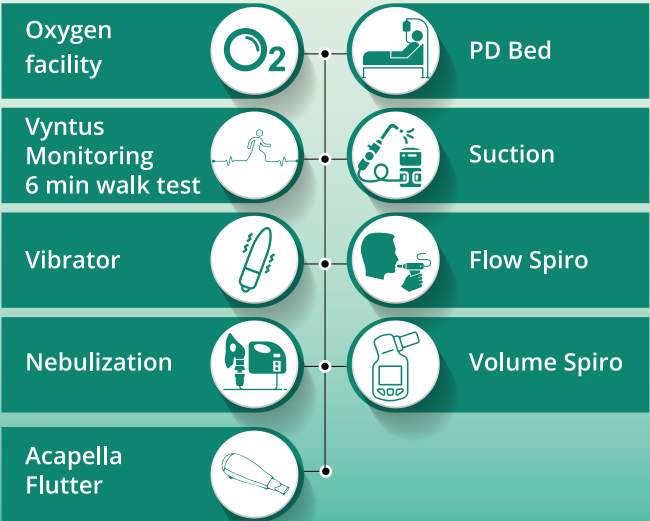 Oxygen
facility
O2
PD Bed
Vyntus
Monitoring
6 min walk test
Suction
Vibrator
Flow Spiro
Nebulization
Volume Spiro
Acapella
Flutter